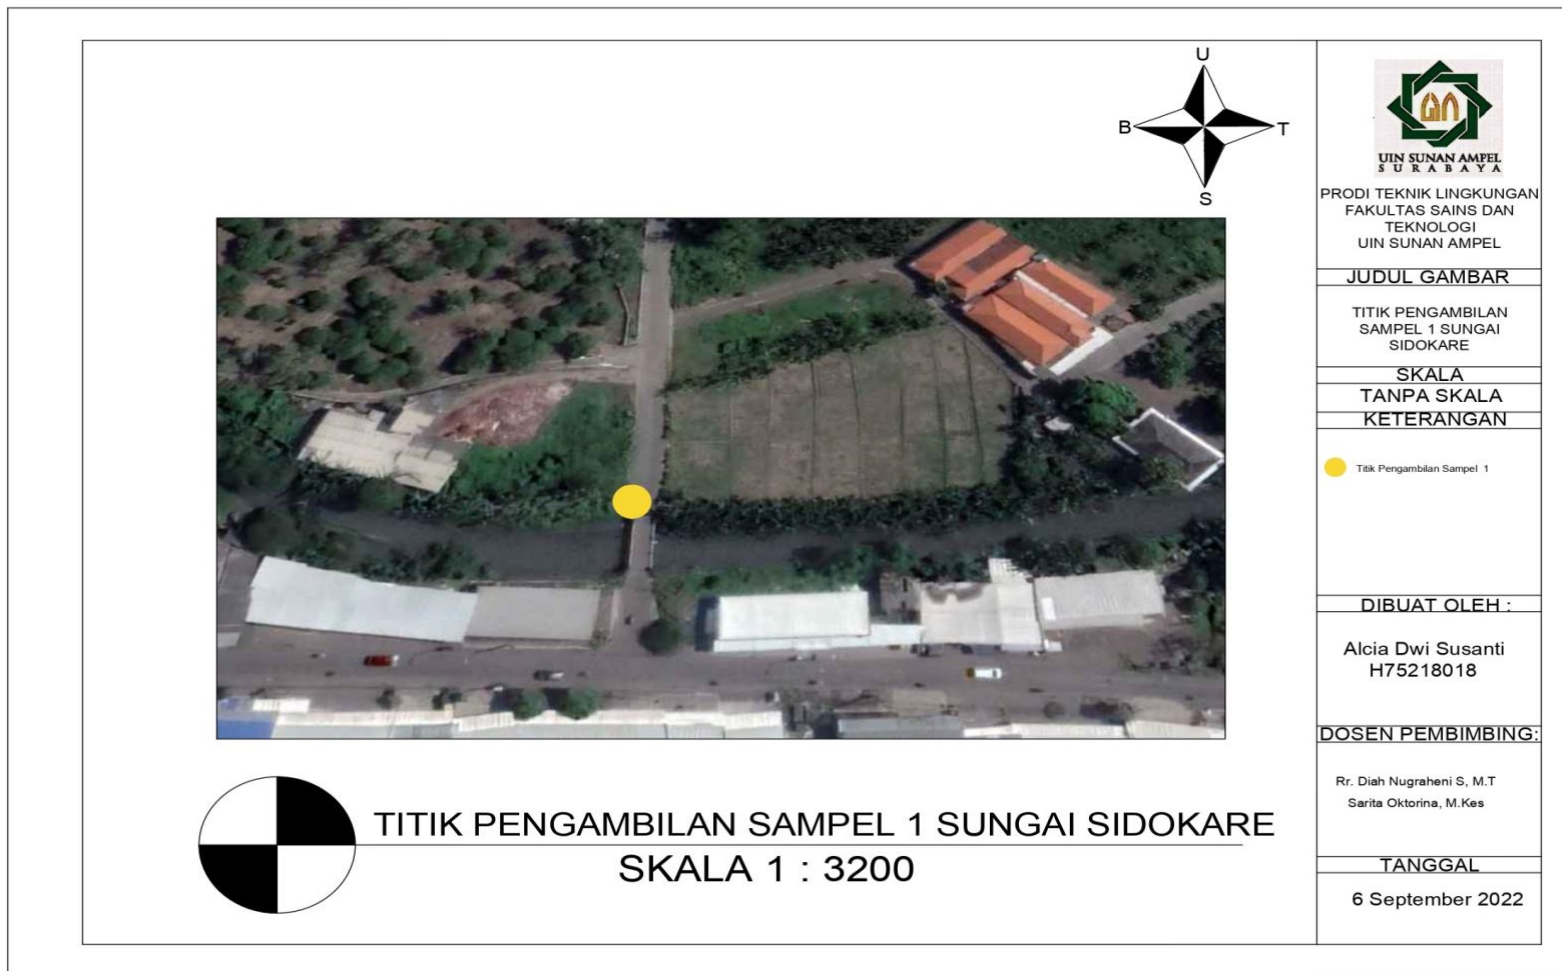 U
B
T
S
UIN SUNAN AMPEL
SURABAYA
PRODI TEKNIK LINGKUNGAN
FAKULTAS SAINS DAN
TEKNOLOGI
UIN SUNAN AMPEL
JUDUL GAMBAR
TITIK PENGAMBILAN
SAMPEL 1 SUNGAI
SIDOKARE
SKALA
TANPA SKALA
KETERANGAN
Titik Pengambilan Sampel 1
DIBUAT OLEH :
Alcia Dwi Susanti
H75218018
DOSEN PEMBIMBING:
Rr. Diah Nugraheni S, M.T
Sarita Oktorina, M.Kes
TANGGAL
6 September 2022
TITIK PENGAMBILAN SAMPEL 1 SUNGAI SIDOKARE
SKALA 1 : 3200